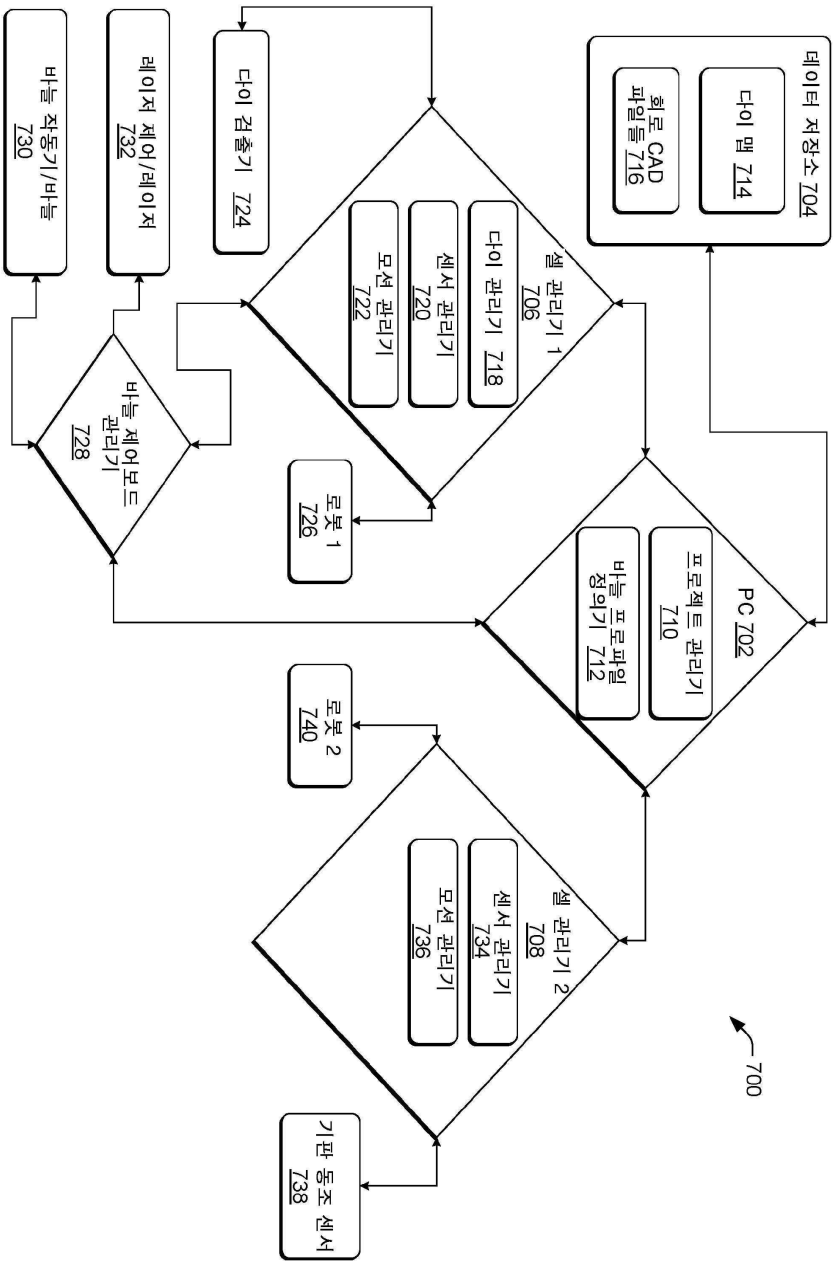 700
PC 702
프로젝트 관리기
710
바늘 프로파일
정의기 712
데이터 저장소 704
다이 맵
714
회로 CAD
파일들 716
셀 관리기 1
706
다이 관리기 718
센서 관리기
720
모션 관리기
722
셀 관리기 2
708
센서 관리기
734
모션 관리기
736
다이 검출기 724
로봇 1
726
로봇 2
740
기판 동조 센서
738
바늘 제어보드
관리기
728
레이저 제어/레이저
732
바늘 작동기/바늘
730